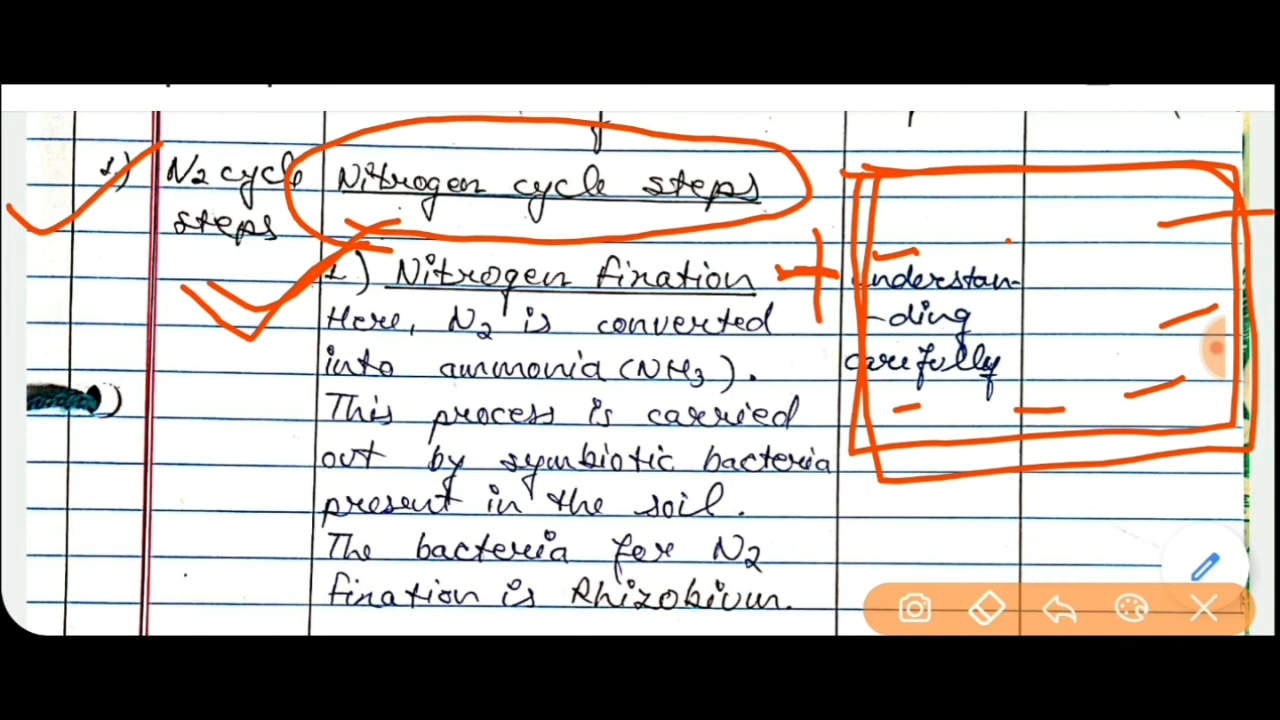 1) N2 cycle
steps
Nitrogen cycle steps
1.) Nitrogen fixation
Here, N2 is converted
into ammonia (NH3).
This process is carried
out by symbiotic bacteria
present in the soil.
The bacteria for N2
fixation is Rhizobium.
understan-
-ding
carefully
)